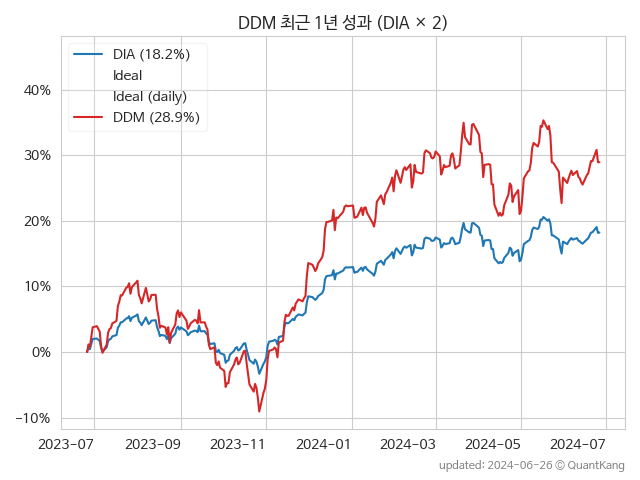 DDM 최근 1년 성과 (DIA × 2)
DIA (18.2%)
Ideal
Ideal (daily)
DDM (28.9%)
40%
30%
20%
10%
0%
−10%
2023-07 2023-09 2023-11 2024-01 2024-03 2024-05 2024-07
updated: 2024-06-26 © QuantKang